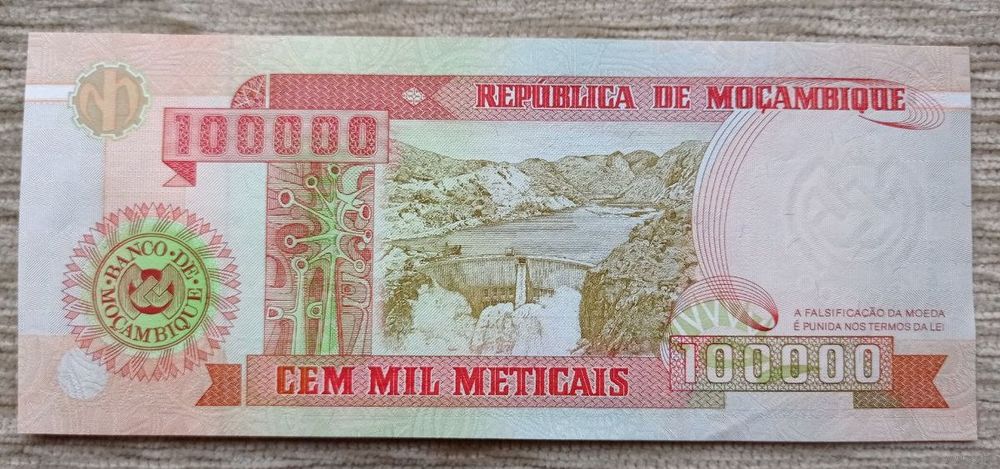 REPÚBLICA DE MOÇAMBIQUE
100000
BANCO · DE · MOÇAMBIQUE
A FALSIFICAÇÃO DA MOEDA
É PUNIDA NOS TERMOS DA LEI
100000
CEM MIL METICAIS